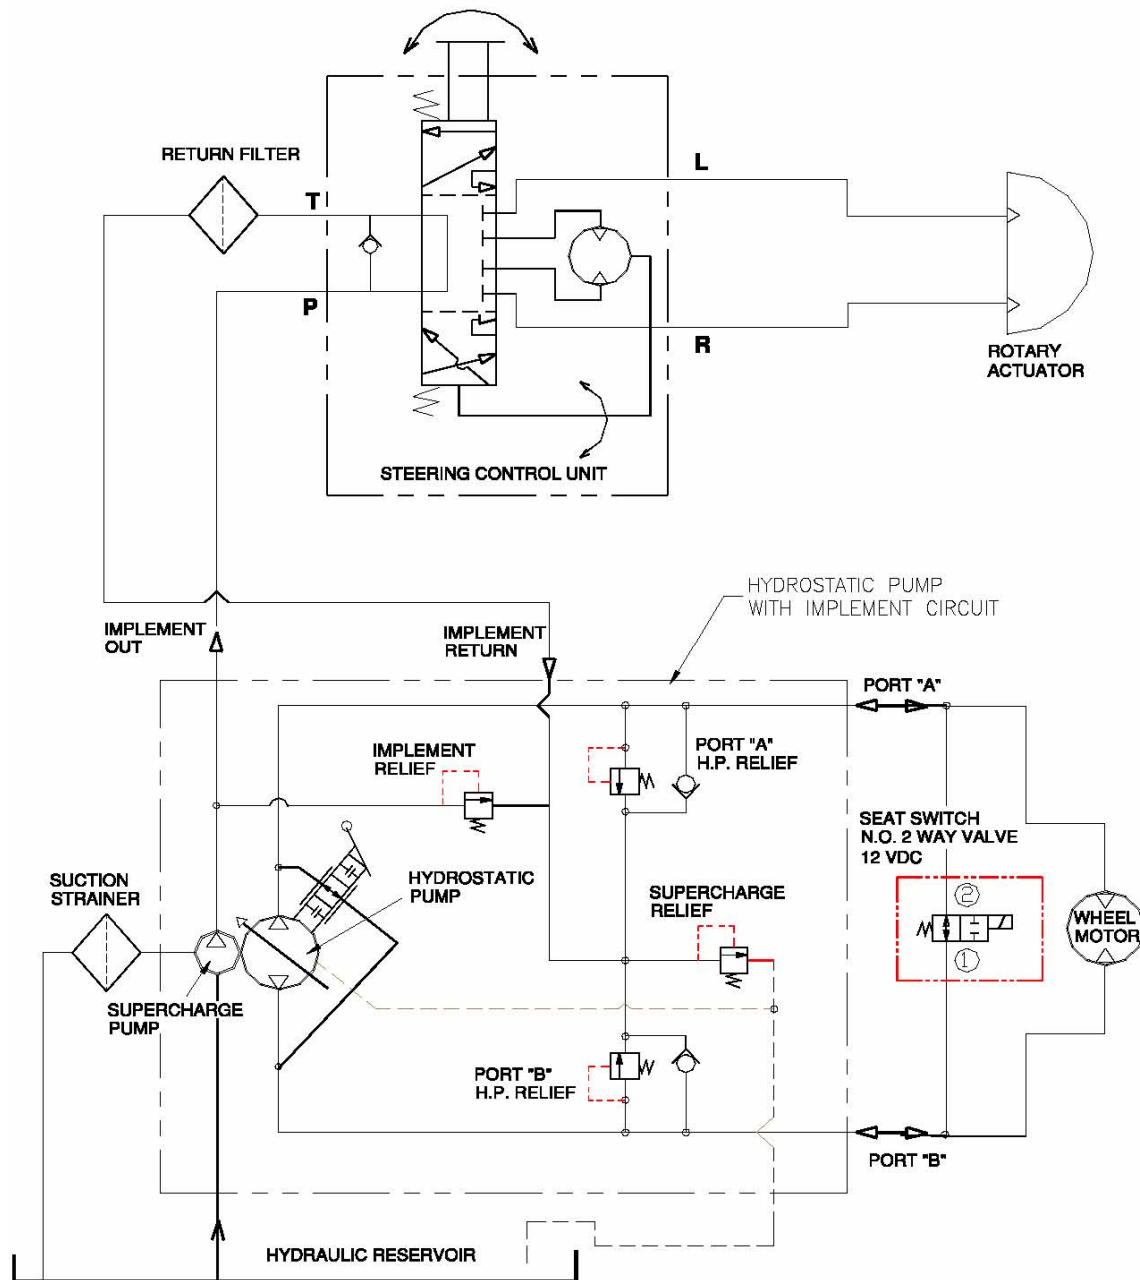 RETURN FILTER
T
L
P
R
ROTARY
ACTUATOR
STEERING CONTROL UNIT
HYDROSTATIC PUMP
WITH IMPLEMENT CIRCUIT
IMPLEMENT
OUT
IMPLEMENT
RETURN
PORT "A"
IMPLEMENT
RELIEF
PORT "A"
H.P. RELIEF
SEAT SWITCH
N.O. 2 WAY VALVE
12 VDC
SUCTION
STRAINER
HYDROSTATIC
PUMP
SUPERCHARGE
RELIEF
2
WHEEL
MOTOR
1
SUPERCHARGE
PUMP
PORT "B"
H.P. RELIEF
PORT "B"
HYDRAULIC RESERVOIR